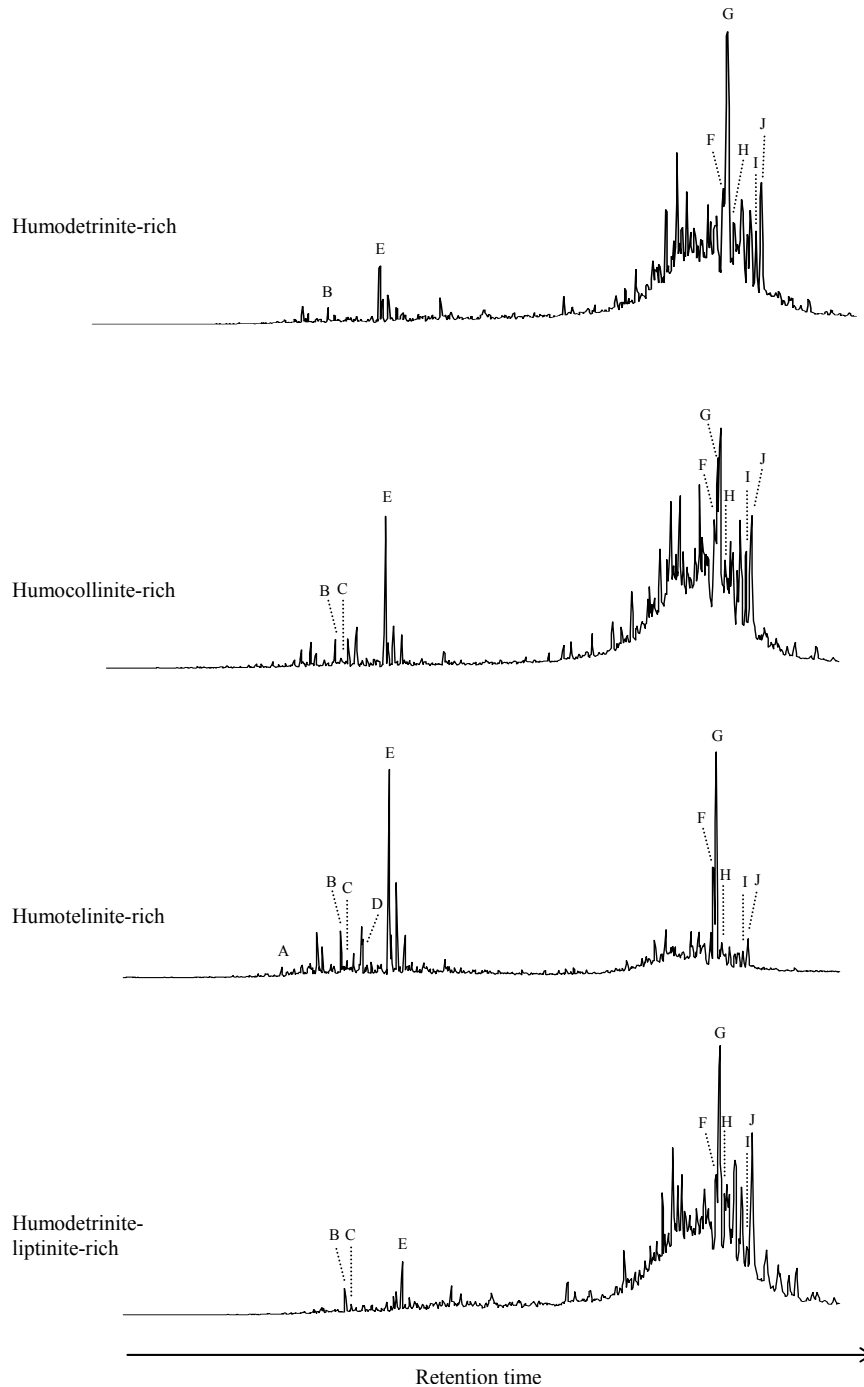 G
J
F
H
I
Humodetrinite-rich
E
B
G
J
F
I
E
H
Humocollinite-rich
B
C
G
E
F
B
H
I
J
C
D
Humotelinite-rich
A
G
J
F
H
I
Humodetrinite-
liptinite-rich
B
C
E
Retention time